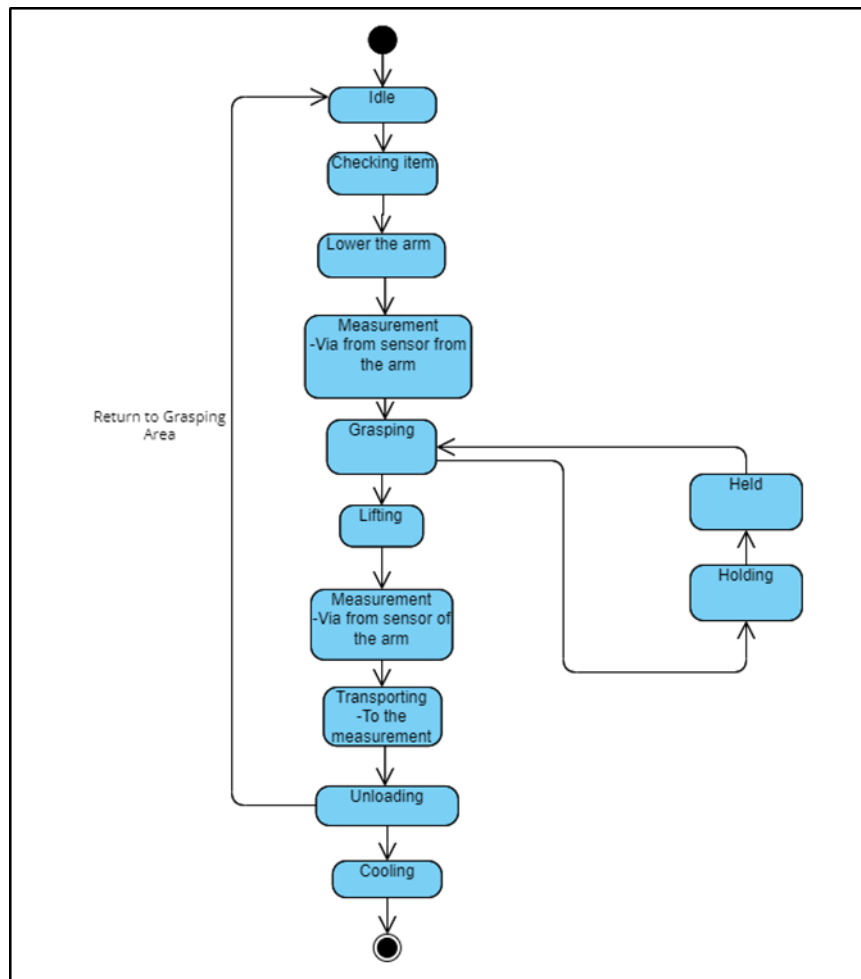 Idle
Checking item
Lower the arm
Measurement
-Via from sensor from
the arm
Return to Grasping
Area
Grasping
Held
Lifting
Holding
Measurement
-Via from sensor of
the arm
Transporting
-To the
measurement
Unloading
Cooling